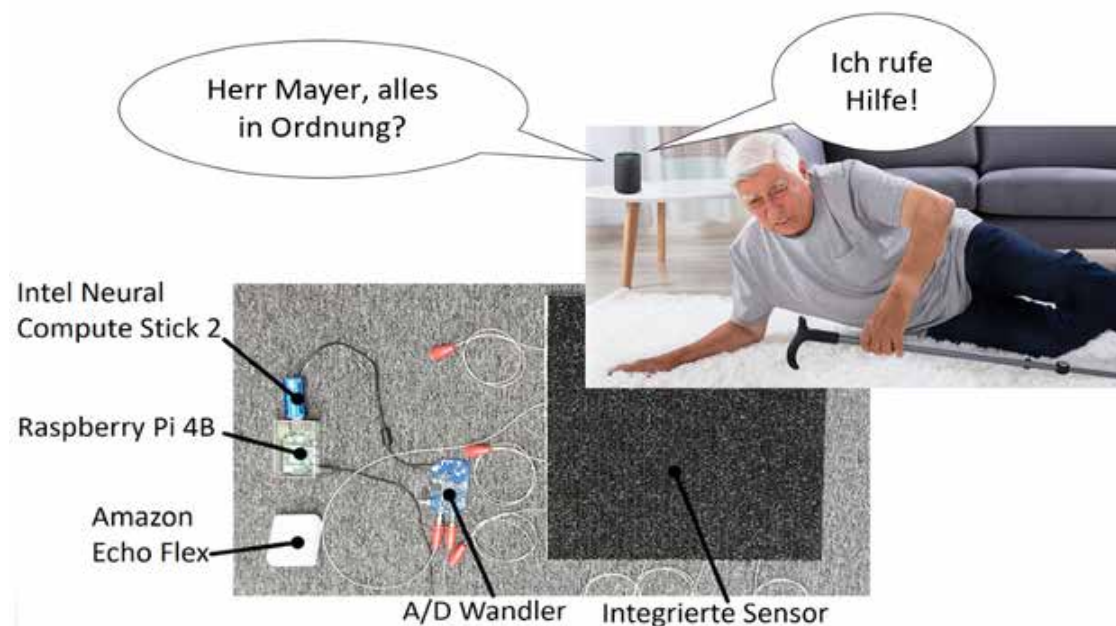 Herr Mayer, alles
in Ordnung?
Ich rufe
Hilfe!
Intel Neural
Compute Stick 2
Raspberry Pi 4B
Amazon
Echo Flex
A/D Wandler
Integrierte Sensor